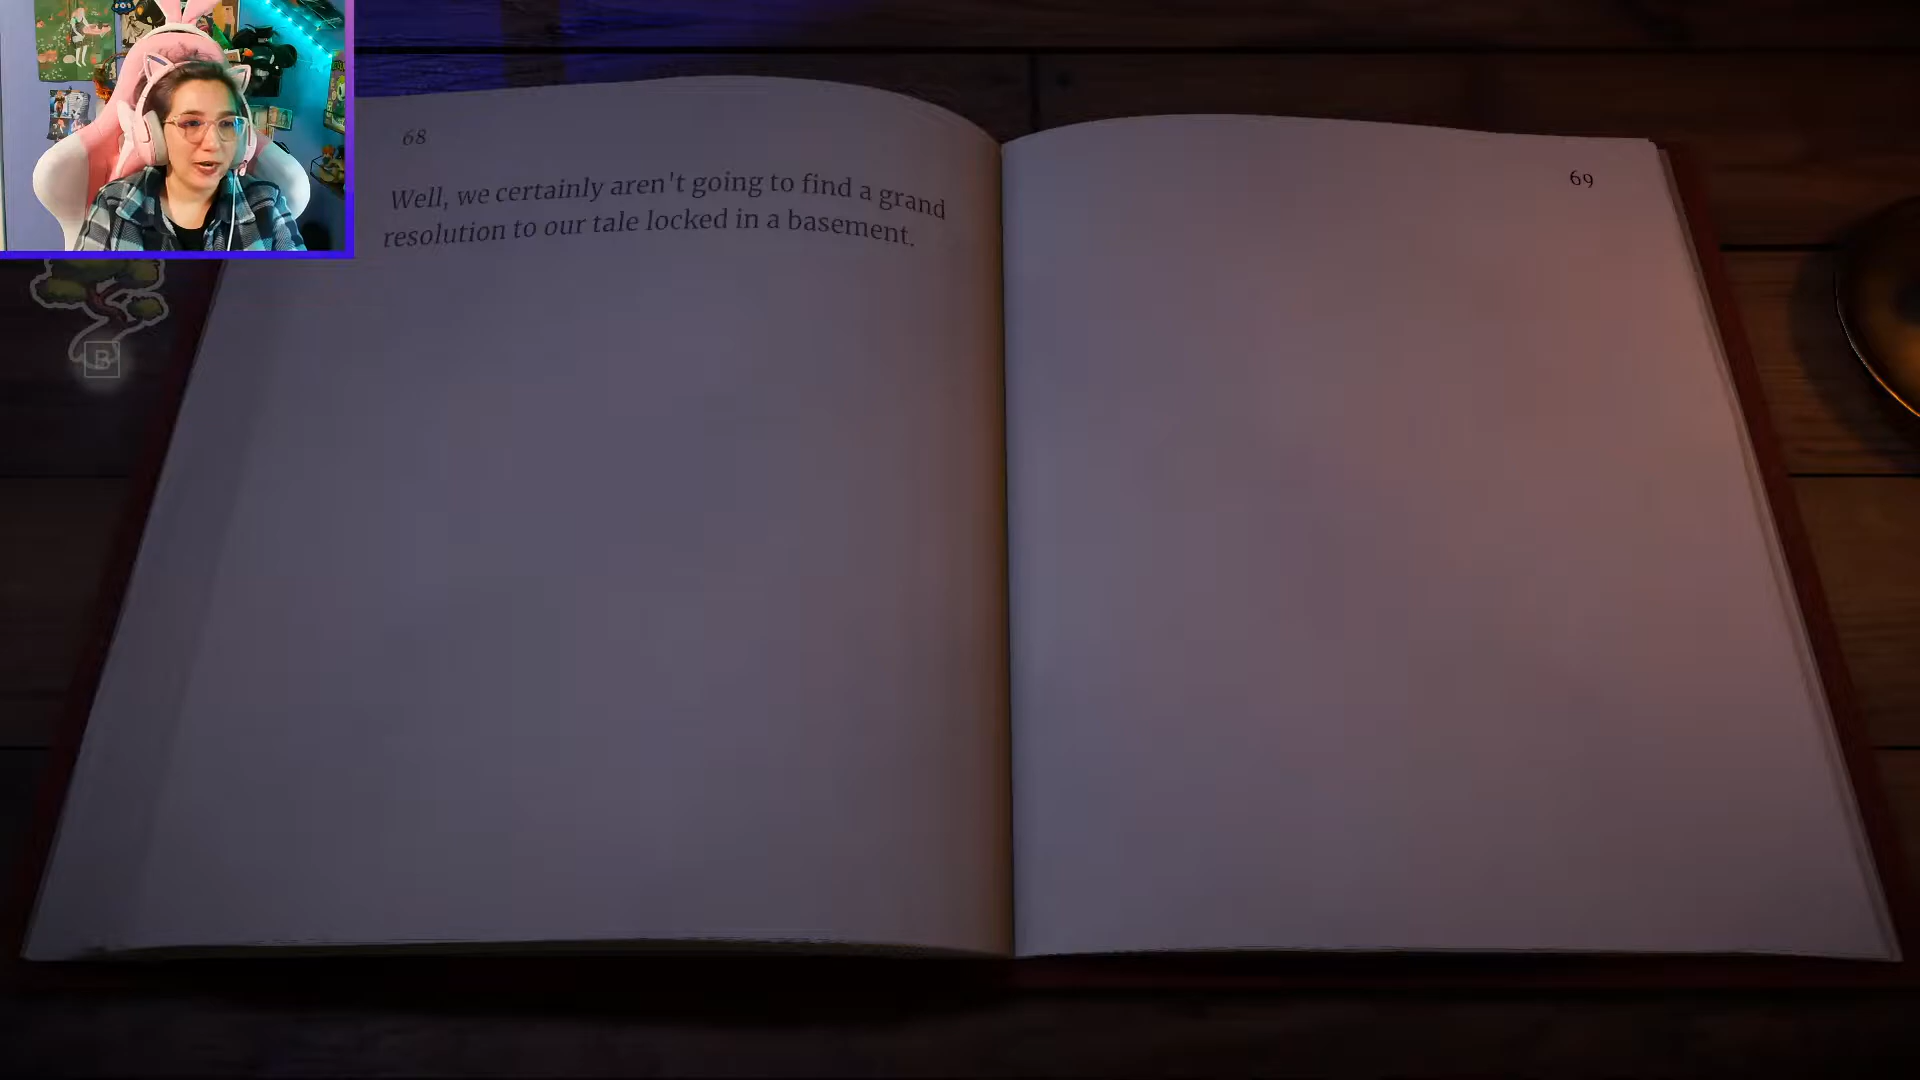 68
Well, we certainly aren't going to find a grand
resolution to our tale locked in a basement.
69
B